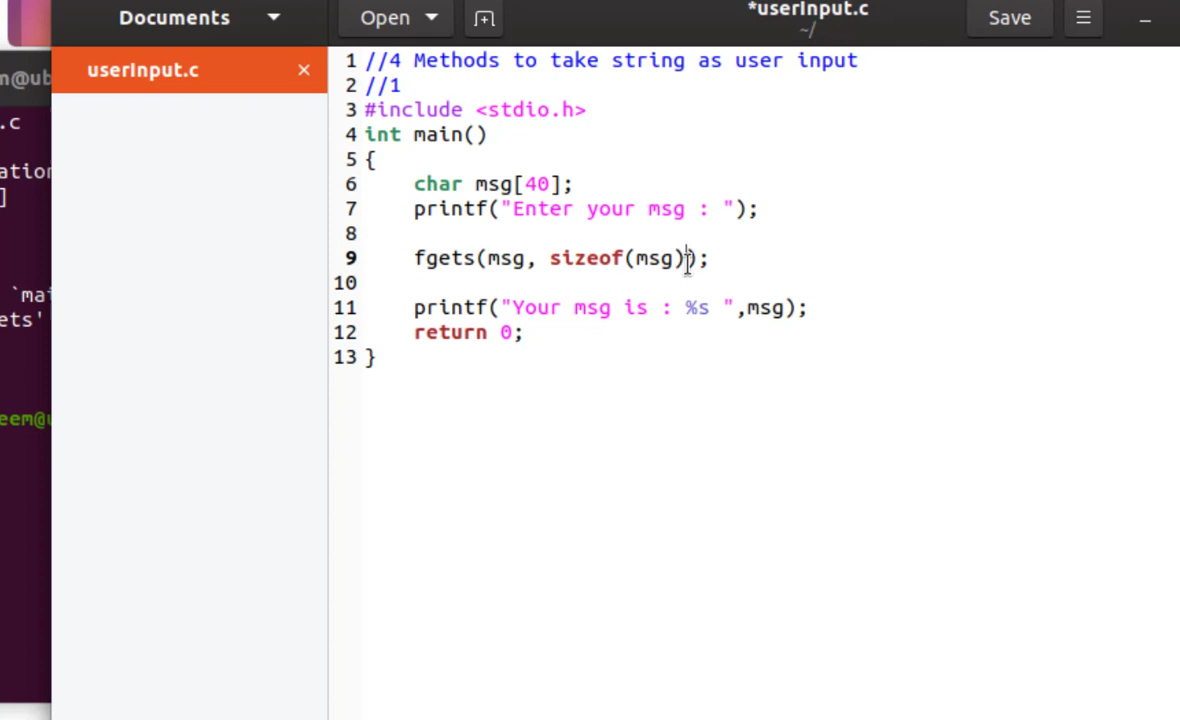 Documents
Open
*userInput.c
~/
Save
userInput.c ×
m@ub
.c
ation
]
`mai
ets'
eem@u
1 //4 Methods to take string as user input
2 //1
3 #include <stdio.h>
4 int main()
5 {
6     char msg[40];
7     printf("Enter your msg : ");
8
9     fgets(msg, sizeof(msg));
10
11     printf("Your msg is : %s ",msg);
12     return 0;
13 }